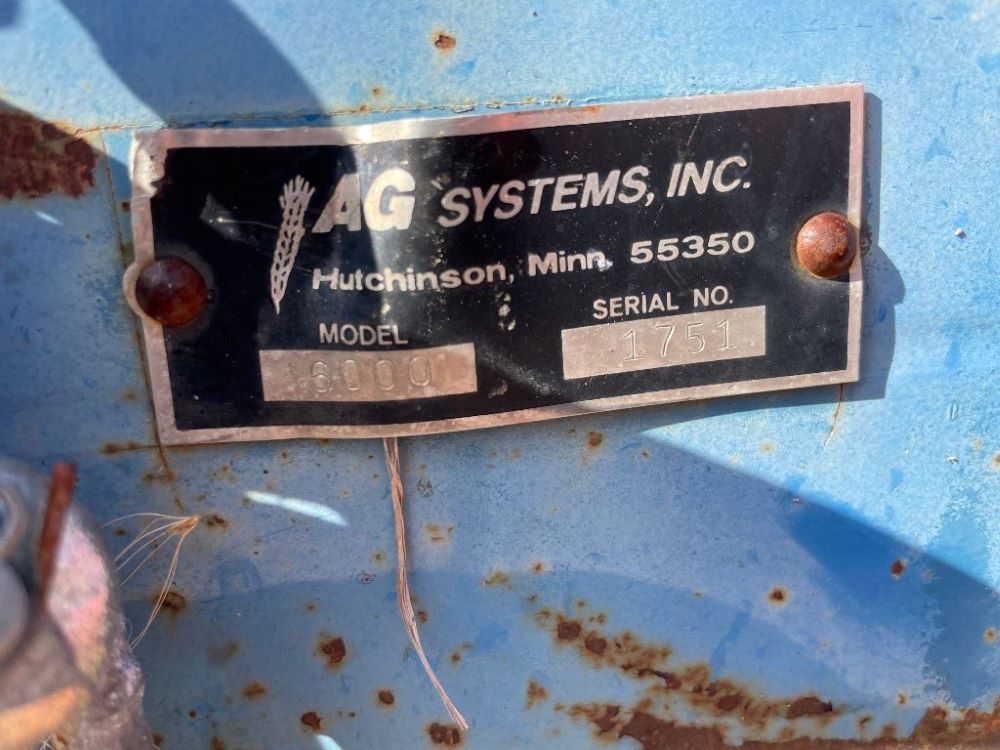 AG SYSTEMS, INC.
Hutchinson, Minn. 55350
MODEL
6000
SERIAL NO.
1751